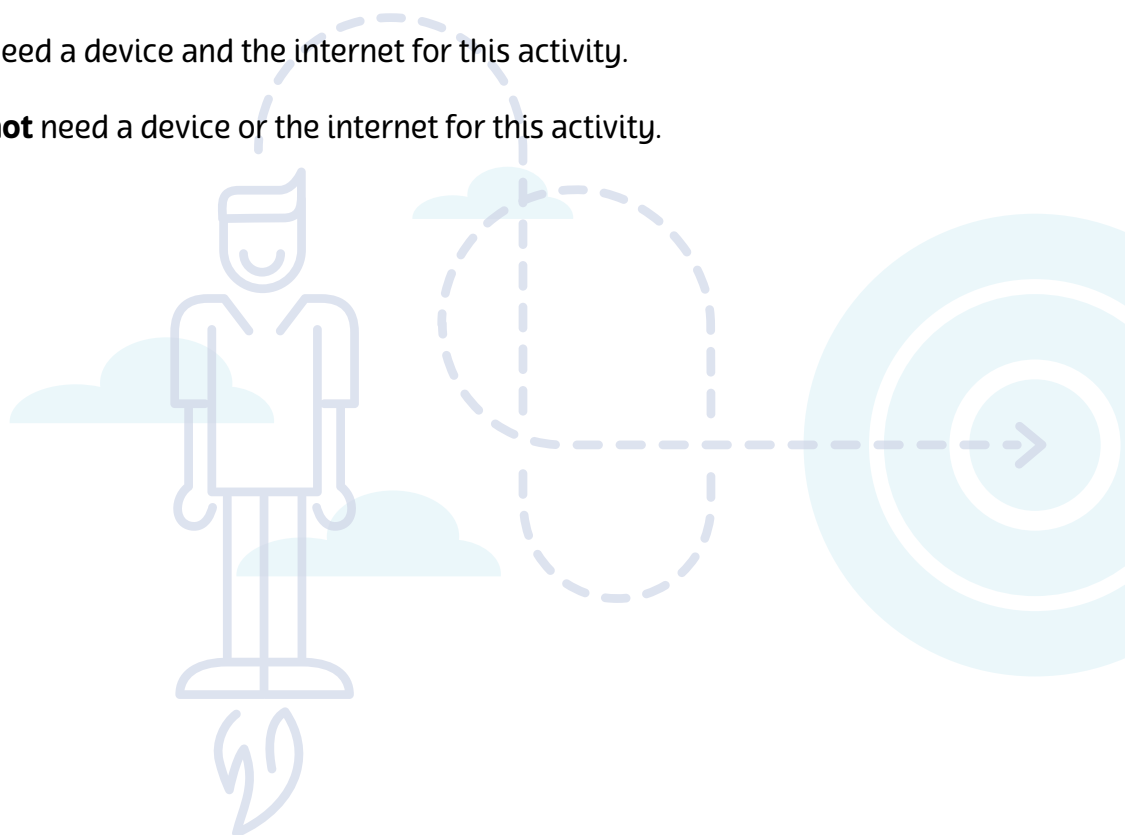 eed a device and the internet for this activity.
ot need a device or the internet for this activity.